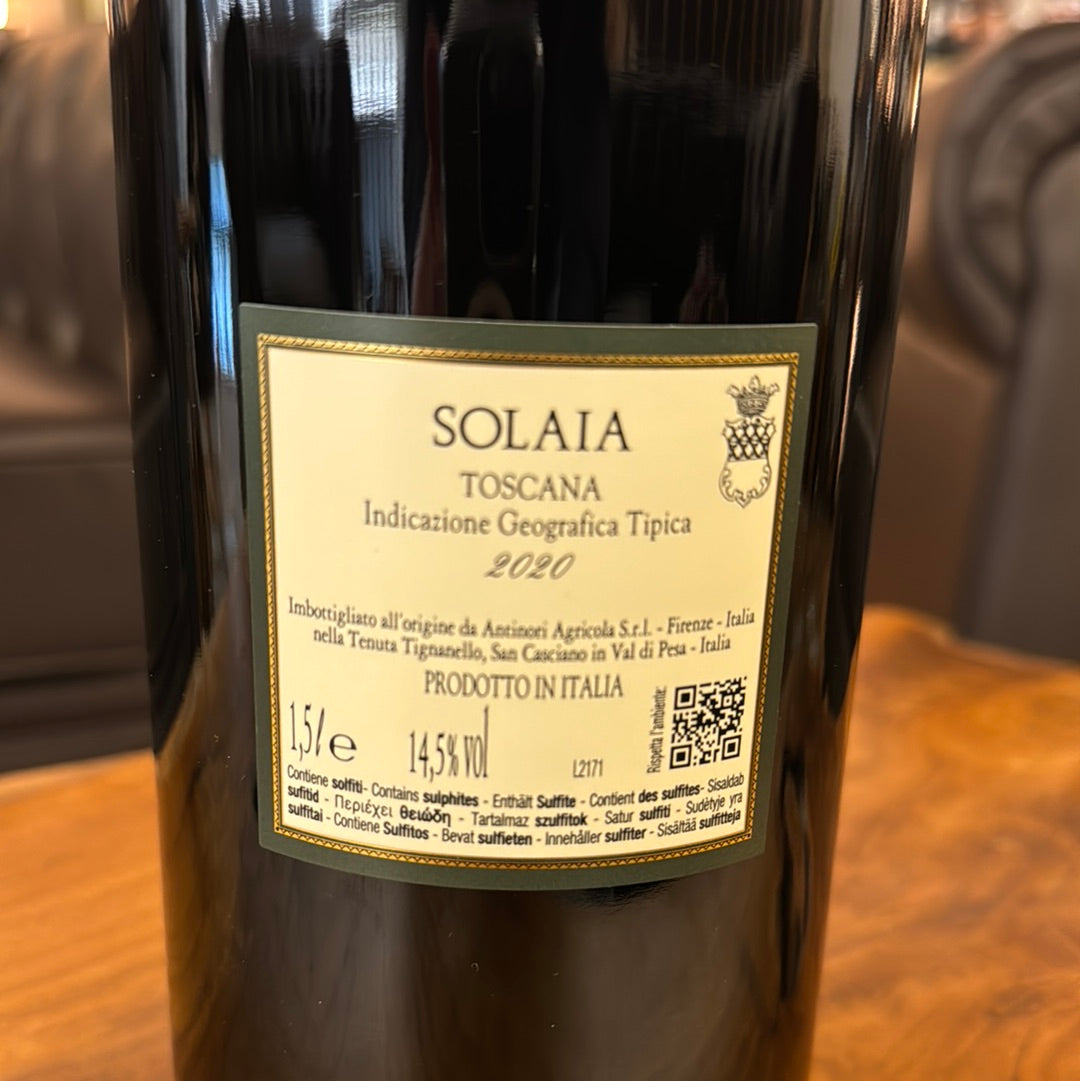 SOLAIA
TOSCANA
Indicazione Geografica Tipica
2020
Imbottigliato all'origine da Antinori Agricola S.r.l. - Firenze - Italia
nella Tenuta Tignanello, San Casciano in Val di Pesa - Italia
PRODOTTO IN ITALIA
1,5 l e 14,5% vol
L2171
Rispetta l'ambiente:
Contiene solfiti - Contains sulphites - Enthält Sulfite - Contient des sulfites - Sisaldab
sufitid - Περιέχει θειώδη - Tartalmaz szulfitok - Satur sulfiti - Sudėtyje yra
sulfitai - Contiene Sulfitos - Bevat sulfieten - Innehåller sulfiter - Sisältää sulfitteja